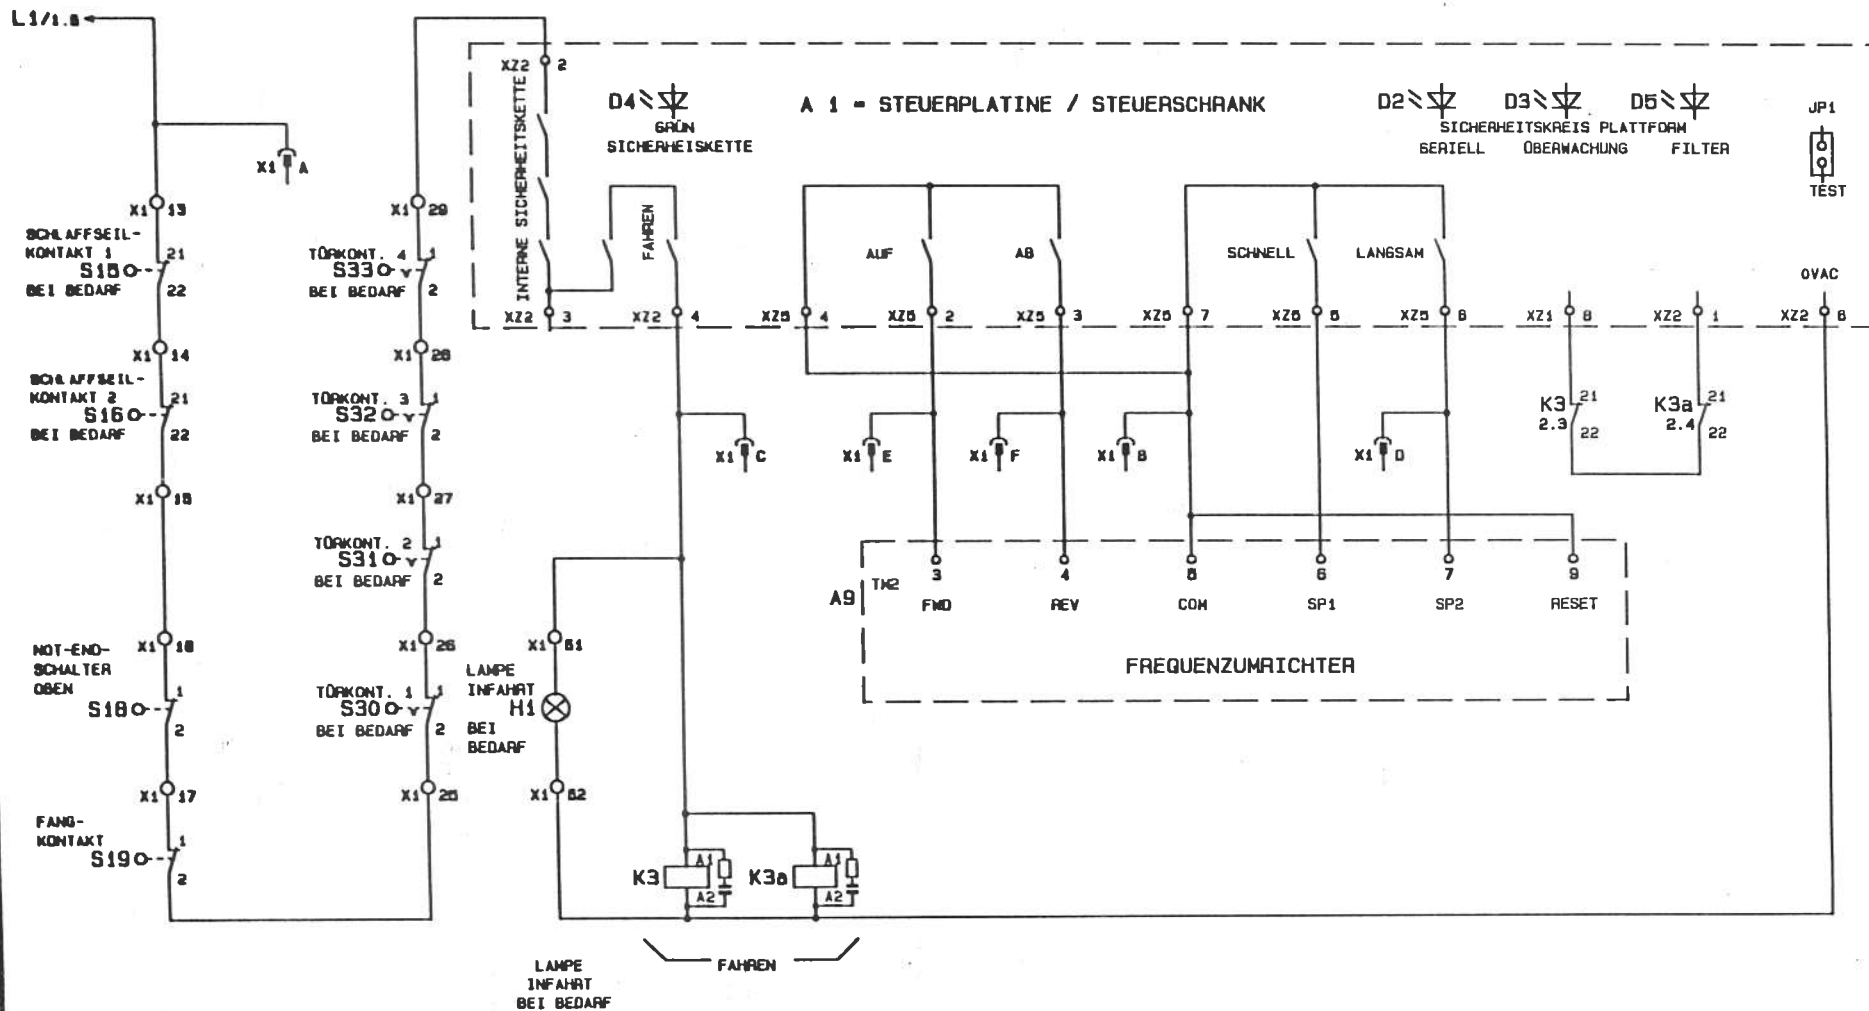 L1/1.8
X1 A
X1 13
SCHLAFFSEIL-
KONTAKT 1
S15
BEI BEDARF
21
22
X1 14
SCHLAFFSEIL-
KONTAKT 2
S16
BEI BEDARF
21
22
X1 15
X1 16
NOT-END-
SCHALTER
OBEN
S18
1
2
X1 17
FANG-
KONTAKT
S19
1
2
X1 29
TÜRKONT. 4
S33
BEI BEDARF
1
2
X1 28
TÜRKONT. 3
S32
BEI BEDARF
1
2
X1 27
TÜRKONT. 2
S31
BEI BEDARF
1
2
X1 26
TÜRKONT. 1
S30
BEI BEDARF
1
2
X1 25
XZ2 2
INTERNE SICHERHEITSKETTE
D4
GRÜN
SICHERHEISKETTE
A 1 = STEUERPLATINE / STEUERSCHRANK
D2 D3 D5
SICHERHEITSKREIS PLATTFORM
SERIELL ÜBERWACHUNG FILTER
JP1
TEST
FAHREN
AUF
AB
SCHNELL
LANGSAM
0VAC
XZ2 3
XZ2 4
XZ5 4
XZ5 2
XZ5 3
XZ5 7
XZ5 5
XZ5 6
XZ1 8
XZ2 1
XZ2 6
X1 C
X1 E
X1 F
X1 B
X1 D
K3
2.3
21
22
K3a
2.4
21
22
A9
TM2
3 4 5 6 7 9
FWD REV COM SP1 SP2 RESET
FREQUENZUMRICHTER
X1 61
LAMPE
INFAHRT
H1
BEI
BEDARF
X1 62
K3
A1
A2
K3a
A1
A2
FAHREN
LAMPE
INFAHRT
BEI BEDARF